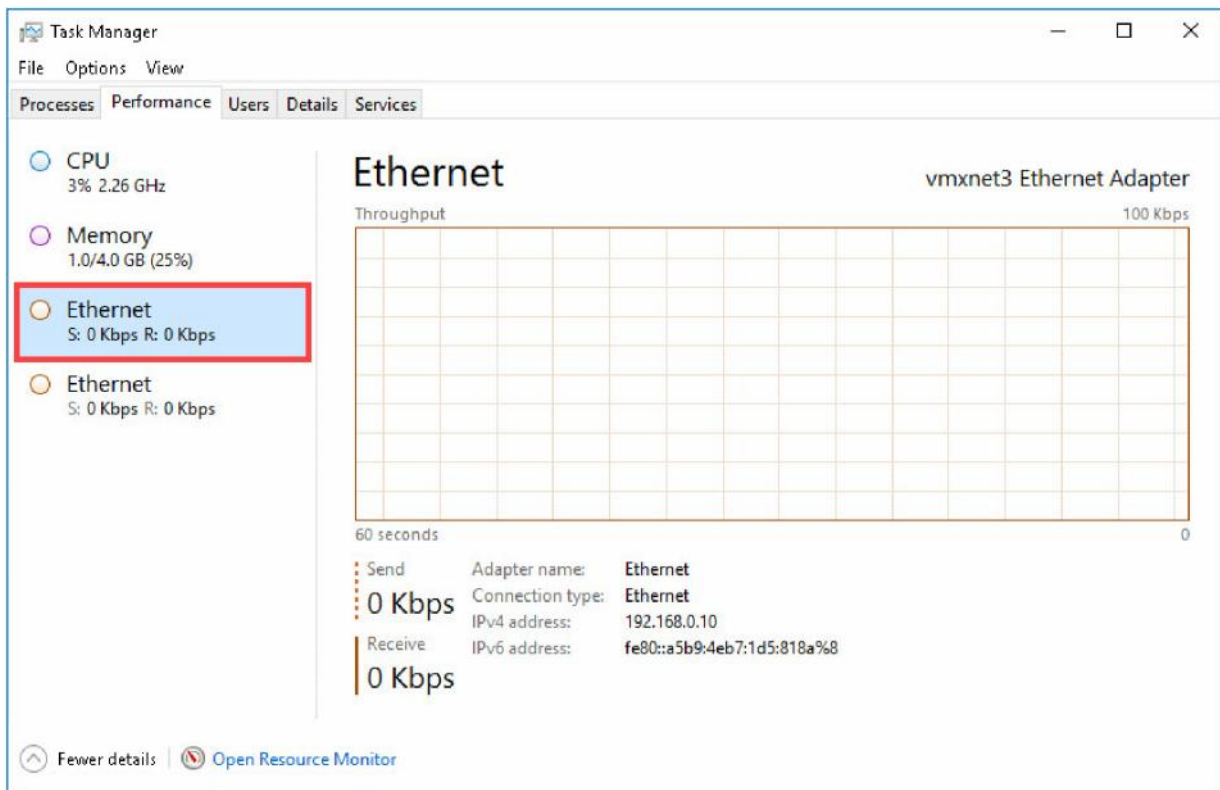 Task Manager
File Options View
Processes Performance Users Details Services
CPU
3% 2.26 GHz
Memory
1.0/4.0 GB (25%)
Ethernet
S: 0 Kbps R: 0 Kbps
Ethernet
S: 0 Kbps R: 0 Kbps
Ethernet
vmxnet3 Ethernet Adapter
Throughput
100 Kbps
60 seconds
0
Send
0 Kbps
Receive
0 Kbps
Adapter name: Ethernet
Connection type: Ethernet
IPv4 address: 192.168.0.10
IPv6 address: fe80::a5b9:4eb7:1d5:818a%8
Fewer details
Open Resource Monitor